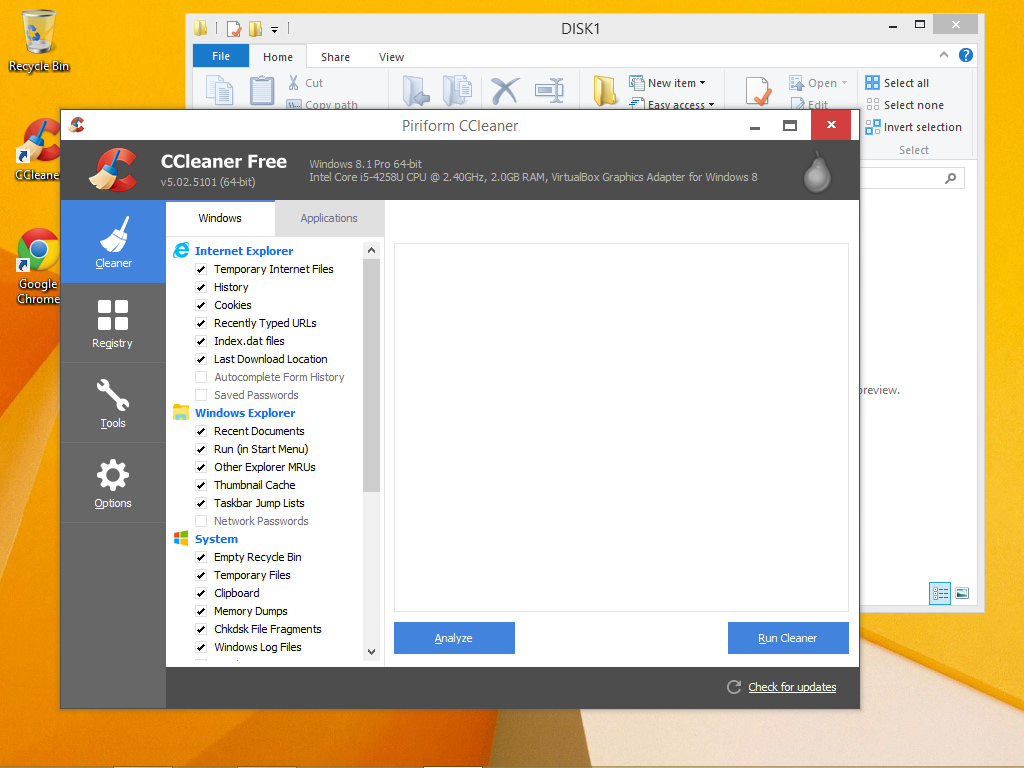 Recycle Bin
CCleane
Google
Chrome
DISK1
File
Home
Share
View
Cut
Copy path
New item
Easy access
Open
Edit
Select all
Select none
Invert selection
Select
preview.
Piriform CCleaner
CCleaner Free
v5.02.5101 (64-bit)
Windows 8.1 Pro 64-bit
Intel Core i5-4258U CPU @ 2.40GHz, 2.0GB RAM, VirtualBox Graphics Adapter for Windows 8
Cleaner
Registry
Tools
Options
Windows
Applications
Internet Explorer
Temporary Internet Files
History
Cookies
Recently Typed URLs
Index.dat files
Last Download Location
Autocomplete Form History
Saved Passwords
Windows Explorer
Recent Documents
Run (in Start Menu)
Other Explorer MRUs
Thumbnail Cache
Taskbar Jump Lists
Network Passwords
System
Empty Recycle Bin
Temporary Files
Clipboard
Memory Dumps
Chkdsk File Fragments
Windows Log Files
Analyze
Run Cleaner
Check for updates